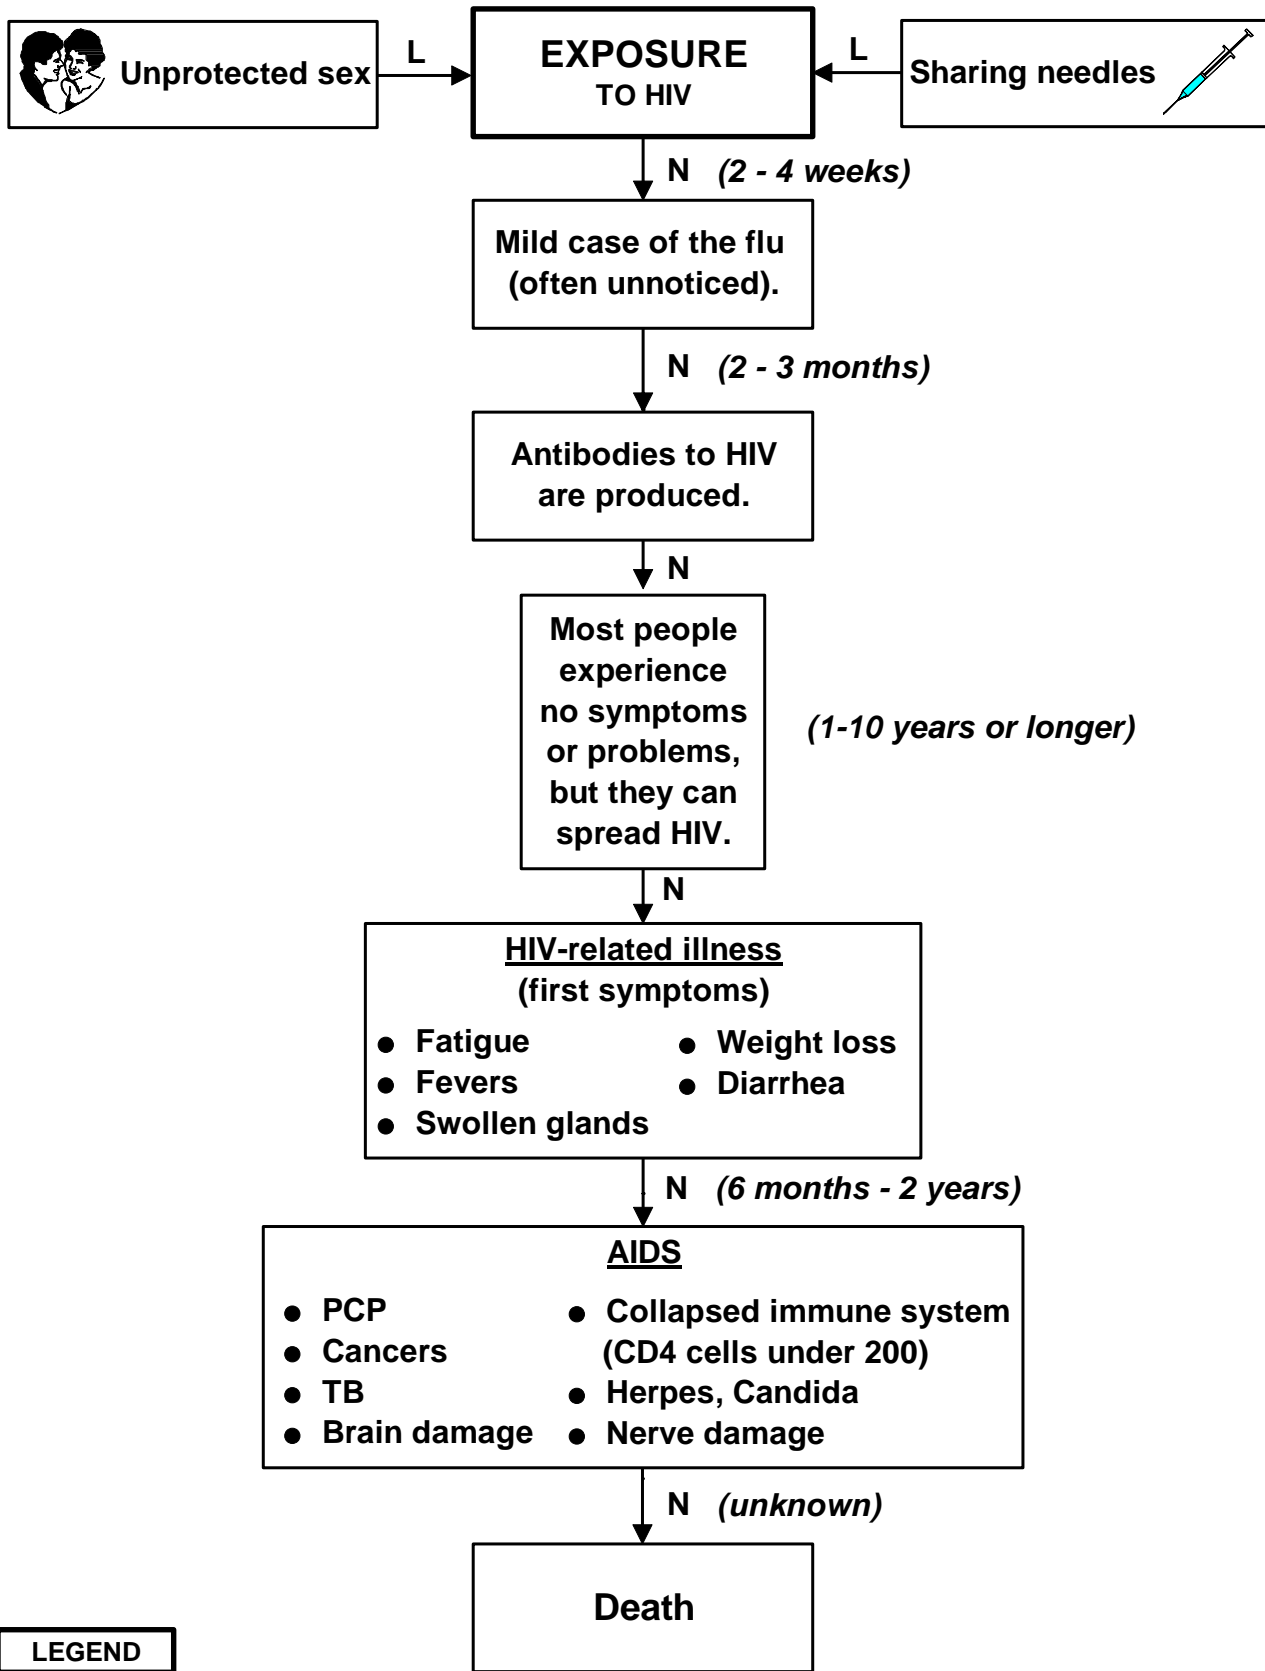 Unprotected sex
L
EXPOSURE
TO HIV
L
Sharing needles
N (2 - 4 weeks)
Mild case of the flu
(often unnoticed).
N (2 - 3 months)
Antibodies to HIV
are produced.
N
Most people
experience
no symptoms
or problems,
but they can
spread HIV.
(1-10 years or longer)
N
HIV-related illness
(first symptoms)
● Fatigue
● Fevers
● Swollen glands
● Weight loss
● Diarrhea
N (6 months - 2 years)
AIDS
● PCP
● Cancers
● TB
● Brain damage
● Collapsed immune system
(CD4 cells under 200)
● Herpes, Candida
● Nerve damage
N (unknown)
Death
LEGEND